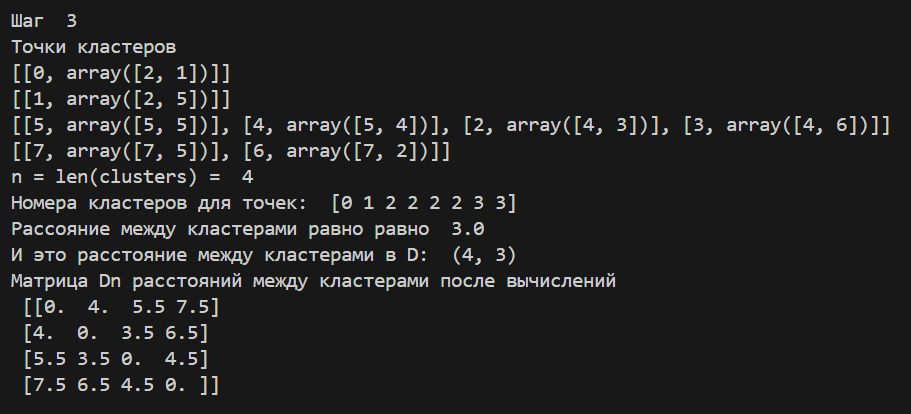 Шаг  3
Точки кластеров
[[0, array([2, 1])]]
[[1, array([2, 5])]]
[[5, array([5, 5])], [4, array([5, 4])], [2, array([4, 3])], [3, array([4, 6])]]
[[7, array([7, 5])], [6, array([7, 2])]]
n = len(clusters) =  4
Номера кластеров для точек:  [0 1 2 2 2 2 3 3]
Рассояние между кластерами равно равно  3.0
И это расстояние между кластерами в D:  (4, 3)
Матрица Dn расстояний между кластерами после вычислений
 [[0.  4.  5.5 7.5]
 [4.  0.  3.5 6.5]
 [5.5 3.5 0.  4.5]
 [7.5 6.5 4.5 0. ]]